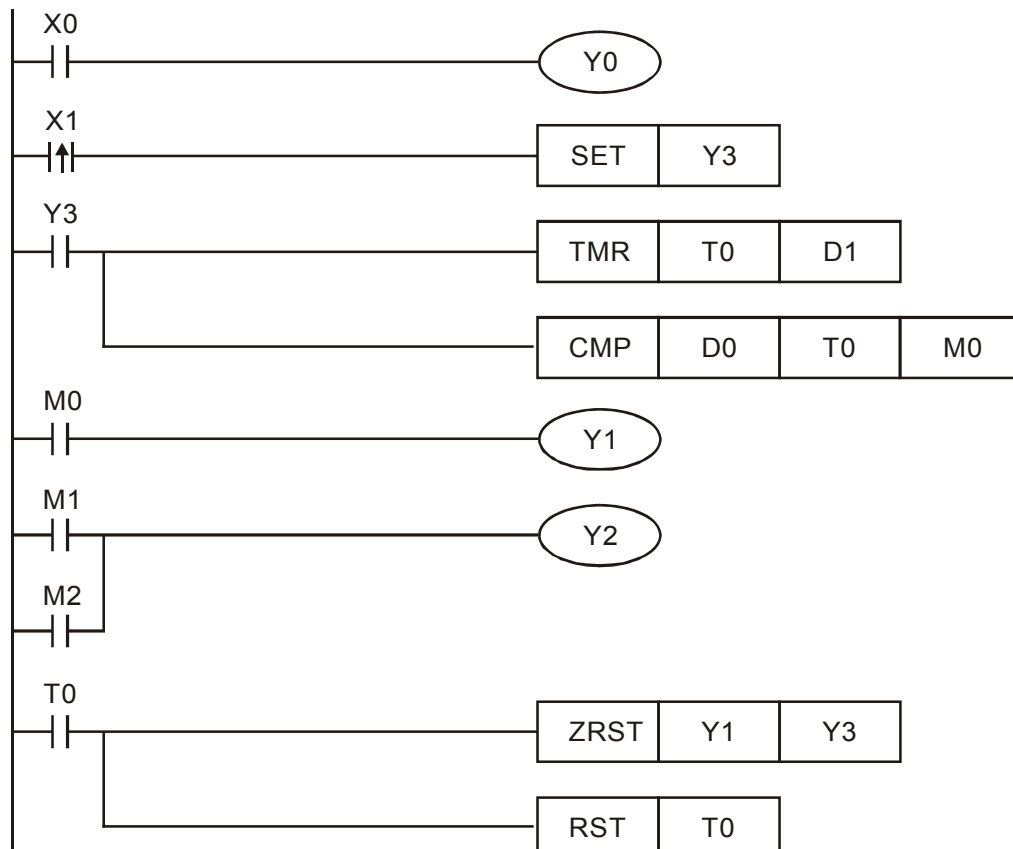 X0
Y0
X1
SET Y3
Y3
TMR T0 D1
CMP D0 T0 M0
M0
Y1
M1
Y2
M2
T0
ZRST Y1 Y3
RST T0